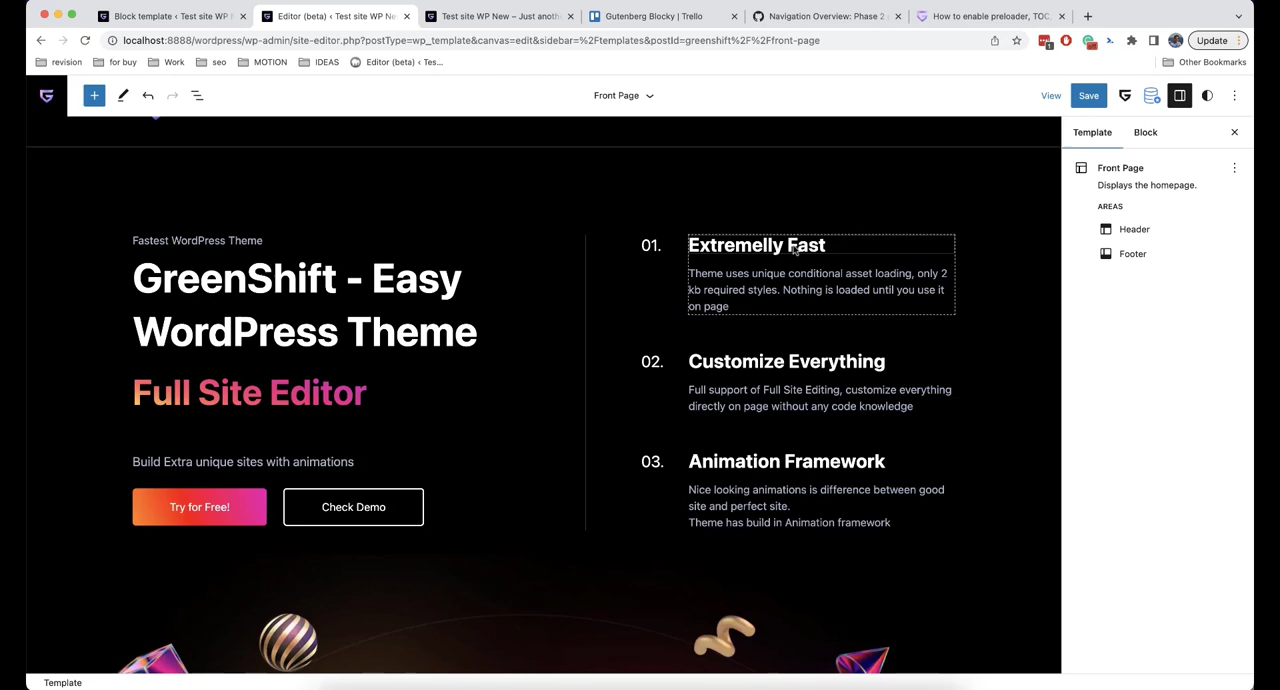 Block template ‹ Test site WP N
Editor (beta) ‹ Test site WP Ne
Test site WP New – Just anoth
Gutenberg Blocky | Trello
Navigation Overview: Phase 2
How to enable preloader, TOC,
localhost:8888/wordpress/wp-admin/site-editor.php?postType=wp_template&canvas=edit&sidebar=%2Ftemplates&postId=greenshift%2F%2Ffront-page
Update
revision
for buy
Work
seo
MOTION
IDEAS
Editor (beta) ‹ Tes...
Other Bookmarks
Front Page
View
Save
Template
Block
Front Page
Displays the homepage.
AREAS
Header
Footer
Fastest WordPress Theme
GreenShift - Easy
WordPress Theme
Full Site Editor
Build Extra unique sites with animations
Try for Free!
Check Demo
01.
Extremelly Fast
Theme uses unique conditional asset loading, only 2
kb required styles. Nothing is loaded until you use it
on page
02.
Customize Everything
Full support of Full Site Editing, customize everything
directly on page without any code knowledge
03.
Animation Framework
Nice looking animations is difference between good
site and perfect site.
Theme has build in Animation framework
Template